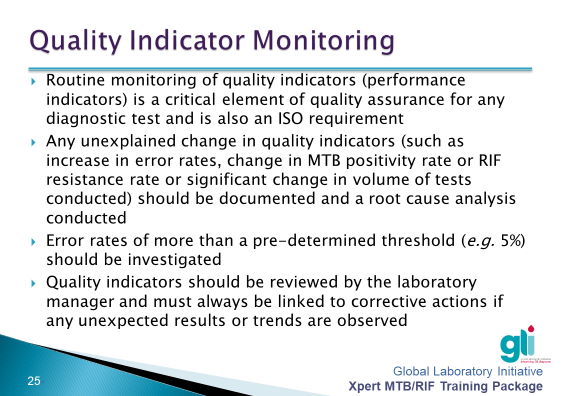 Quality Indicator Monitoring
Routine monitoring of quality indicators (performance
indicators) is a critical element of quality assurance for any
diagnostic test and is also an ISO requirement
Any unexplained change in quality indicators (such as
increase in error rates, change in MTB positivity rate or RIF
resistance rate or significant change in volume of tests
conducted) should be documented and a root cause analysis
conducted
Error rates of more than a pre-determined threshold (e.g. 5%)
should be investigated
Quality indicators should be reviewed by the laboratory
manager and must always be linked to corrective actions if
any unexpected results or trends are observed
gli
Global Laboratory Initiative
Xpert MTB/RIF Training Package
25